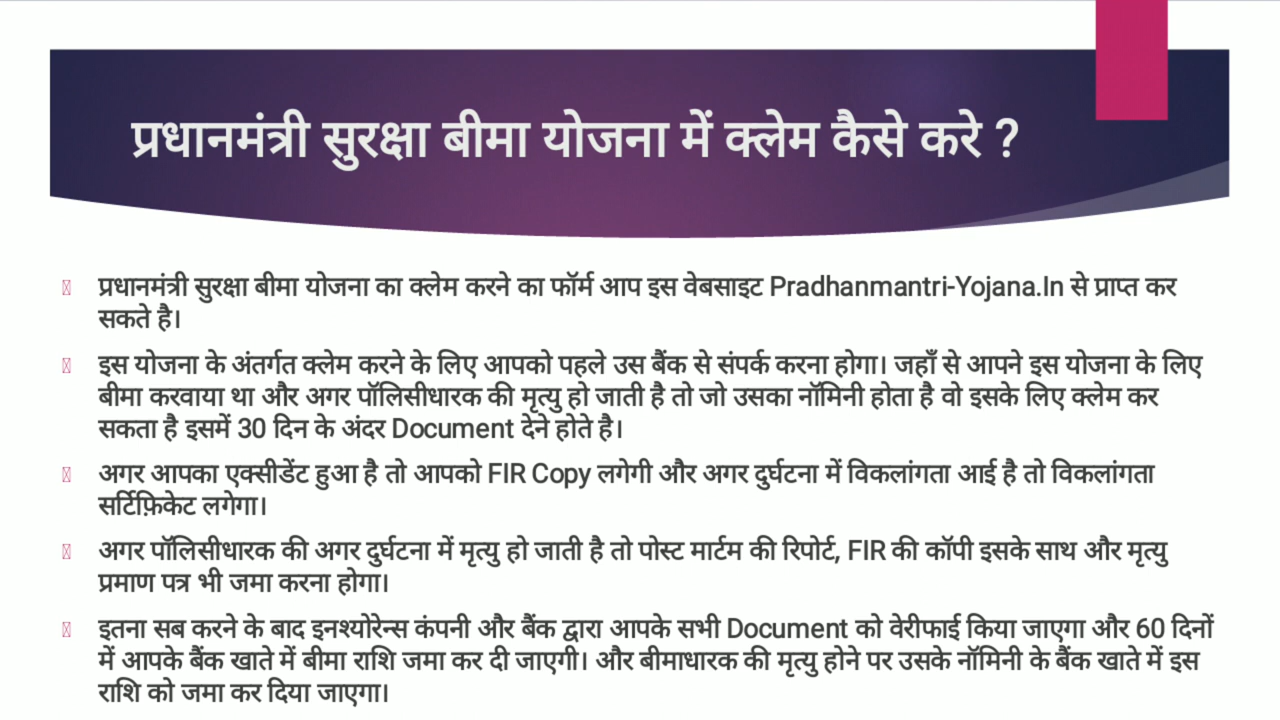 प्रधानमंत्री सुरक्षा बीमा योजना में क्लेम कैसे करे ?
प्रधानमंत्री सुरक्षा बीमा योजना का क्लेम करने का फॉर्म आप इस वेबसाइट Pradhanmantri-Yojana.In से प्राप्त कर
सकते है।
इस योजना के अंतर्गत क्लेम करने के लिए आपको पहले उस बैंक से संपर्क करना होगा। जहाँ से आपने इस योजना के लिए
बीमा करवाया था और अगर पॉलिसीधारक की मृत्यु हो जाती है तो जो उसका नॉमिनी होता है वो इसके लिए क्लेम कर
सकता है इसमें 30 दिन के अंदर Document देने होते है।
अगर आपका एक्सीडेंट हुआ है तो आपको FIR Copy लगेगी और अगर दुर्घटना में विकलांगता आई है तो विकलांगता
सर्टिफ़िकेट लगेगा।
अगर पॉलिसीधारक की अगर दुर्घटना में मृत्यु हो जाती है तो पोस्ट मार्टम की रिपोर्ट, FIR की कॉपी इसके साथ और मृत्यु
प्रमाण पत्र भी जमा करना होगा।
इतना सब करने के बाद इनश्योरेन्स कंपनी और बैंक द्वारा आपके सभी Document को वेरीफाई किया जाएगा और 60 दिनों
में आपके बैंक खाते में बीमा राशि जमा कर दी जाएगी। और बीमाधारक की मृत्यु होने पर उसके नॉमिनी के बैंक खाते में इस
राशि को जमा कर दिया जाएगा।